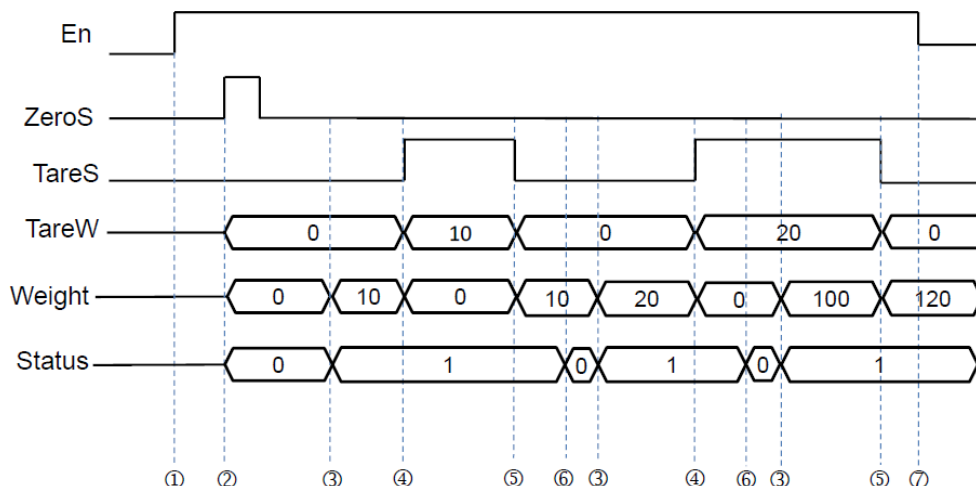 En
ZeroS
TareS
TareW 0 10 0 20 0
Weight 0 10 0 10 20 0 100 120
Status 0 1 0 1 0 1
① ② ③ ④ ⑤ ⑥ ③ ④ ⑥ ③ ⑤ ⑦